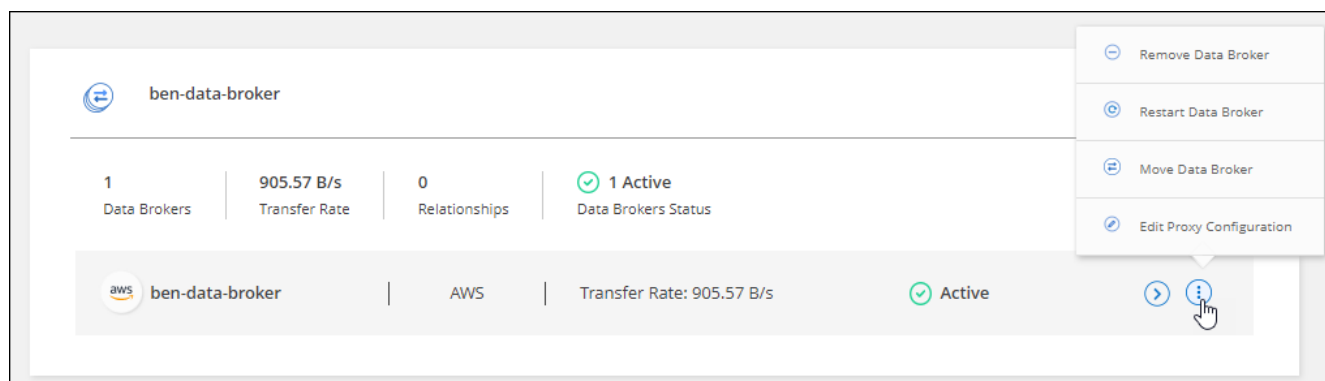 Remove Data Broker
ben-data-broker
Restart Data Broker
Move Data Broker
1 905.57 B/s 0 1 Active
Data Brokers Transfer Rate Relationships Data Brokers Status
Edit Proxy Configuration
aws ben-data-broker AWS Transfer Rate: 905.57 B/s Active